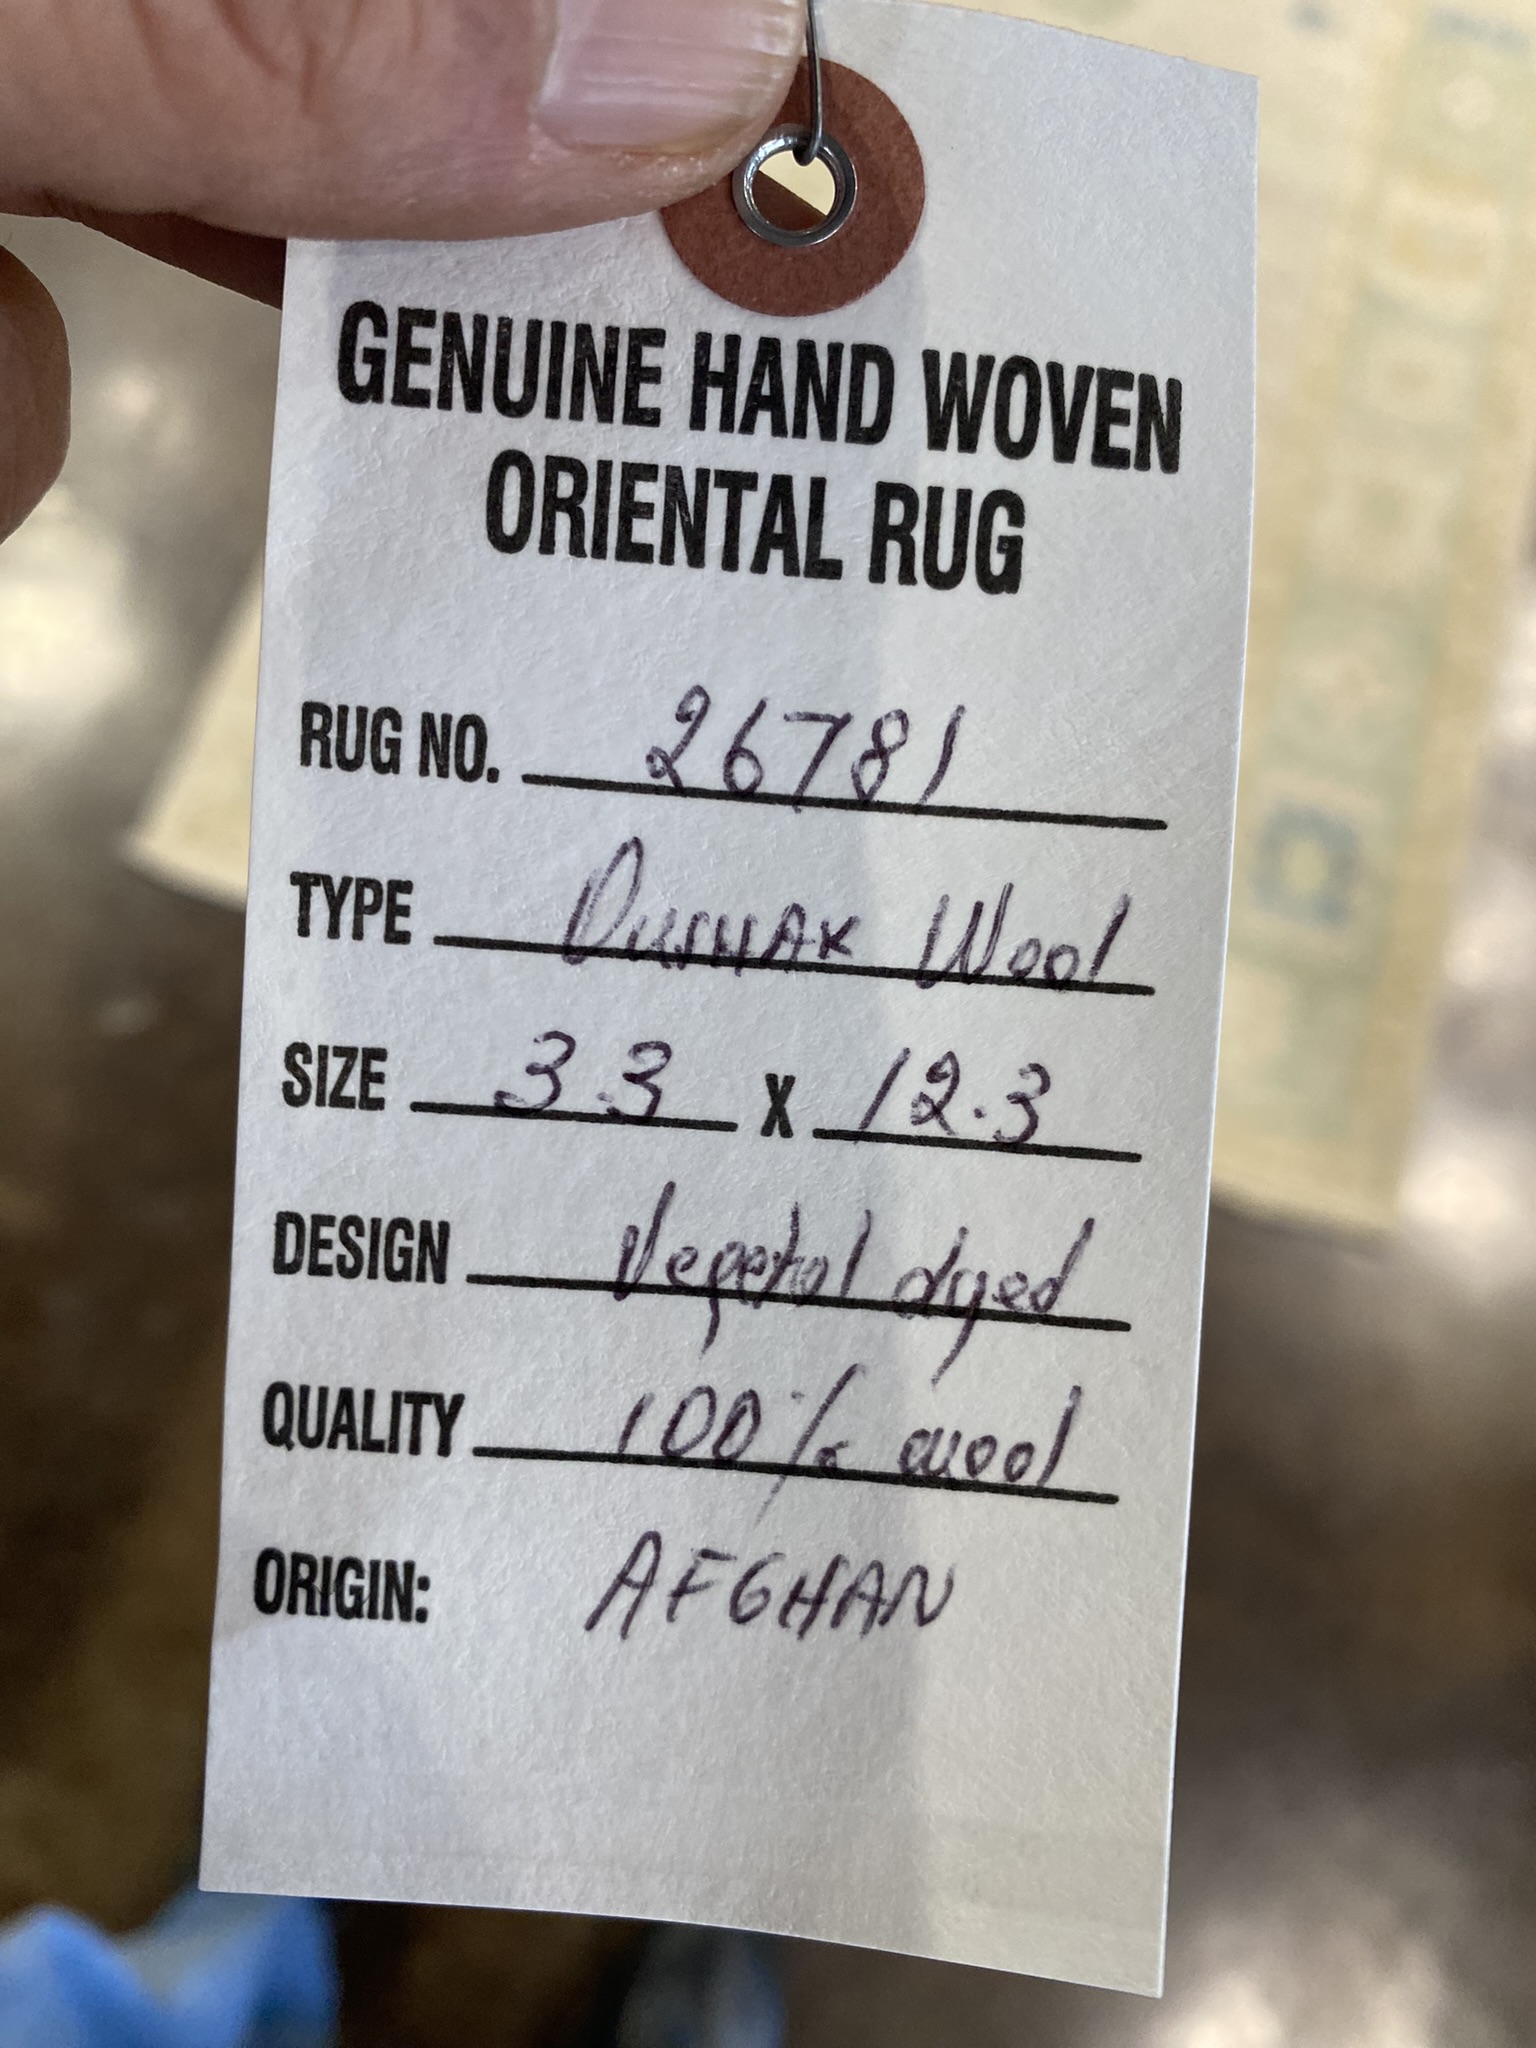 GENUINE HAND WOVEN
ORIENTAL RUG
RUG NO. 26781
TYPE Oushak Wool
SIZE 3.3 X 12.3
DESIGN Vegetal dyed
QUALITY 100% wool
ORIGIN: AFGHAN